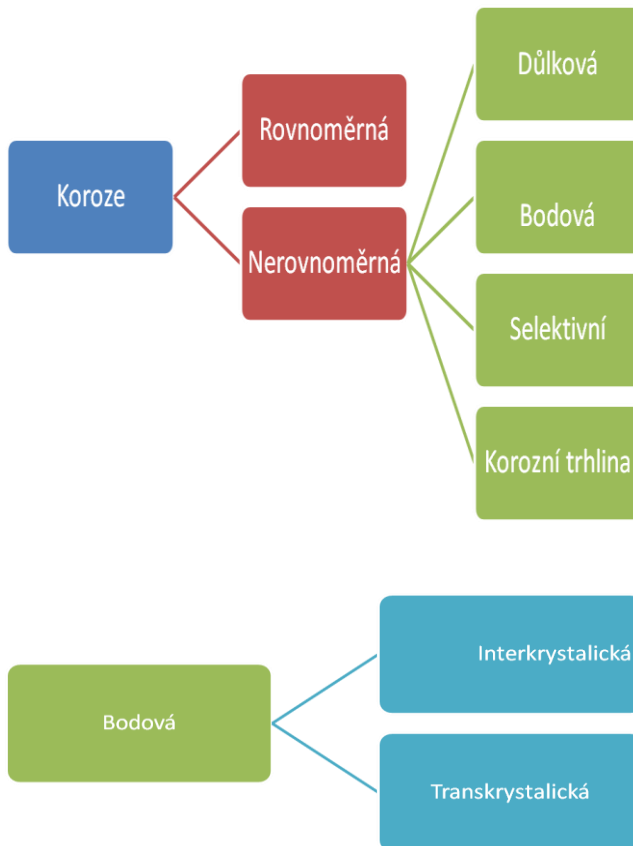 Koroze
Rovnoměrná
Nerovnoměrná
Důlková
Bodová
Selektivní
Korozní trhlina
Bodová
Interkrystalická
Transkrystalická